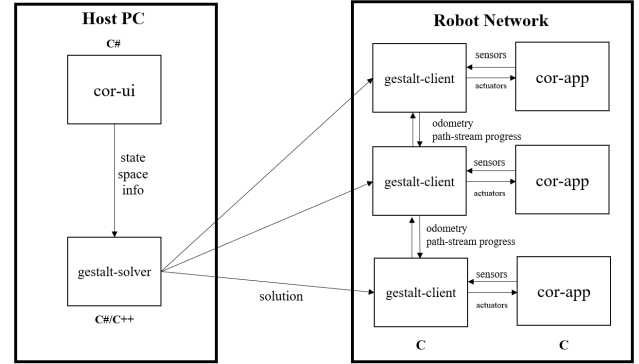 Host PC
C#
cor-ui
state
space
info
gestalt-solver
C#/C++
solution
Robot Network
gestalt-client
sensors
actuators
cor-app
odometry
path-stream progress
gestalt-client
sensors
actuators
cor-app
odometry
path-stream progress
gestalt-client
sensors
actuators
cor-app
C
C